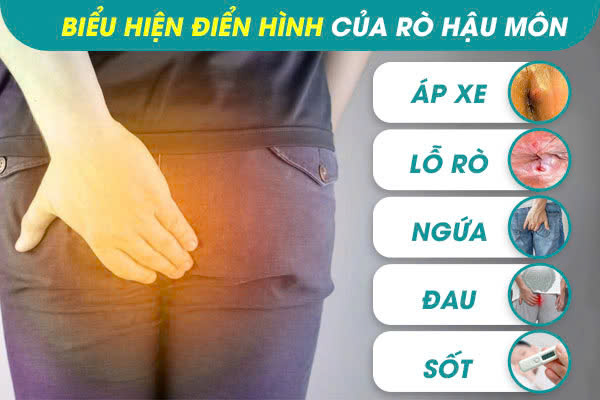 BIỂU HIỆN ĐIỂN HÌNH CỦA RÒ HẬU MÔN
ÁP XE
LỖ RÒ
NGỨA
ĐAU
SỐT